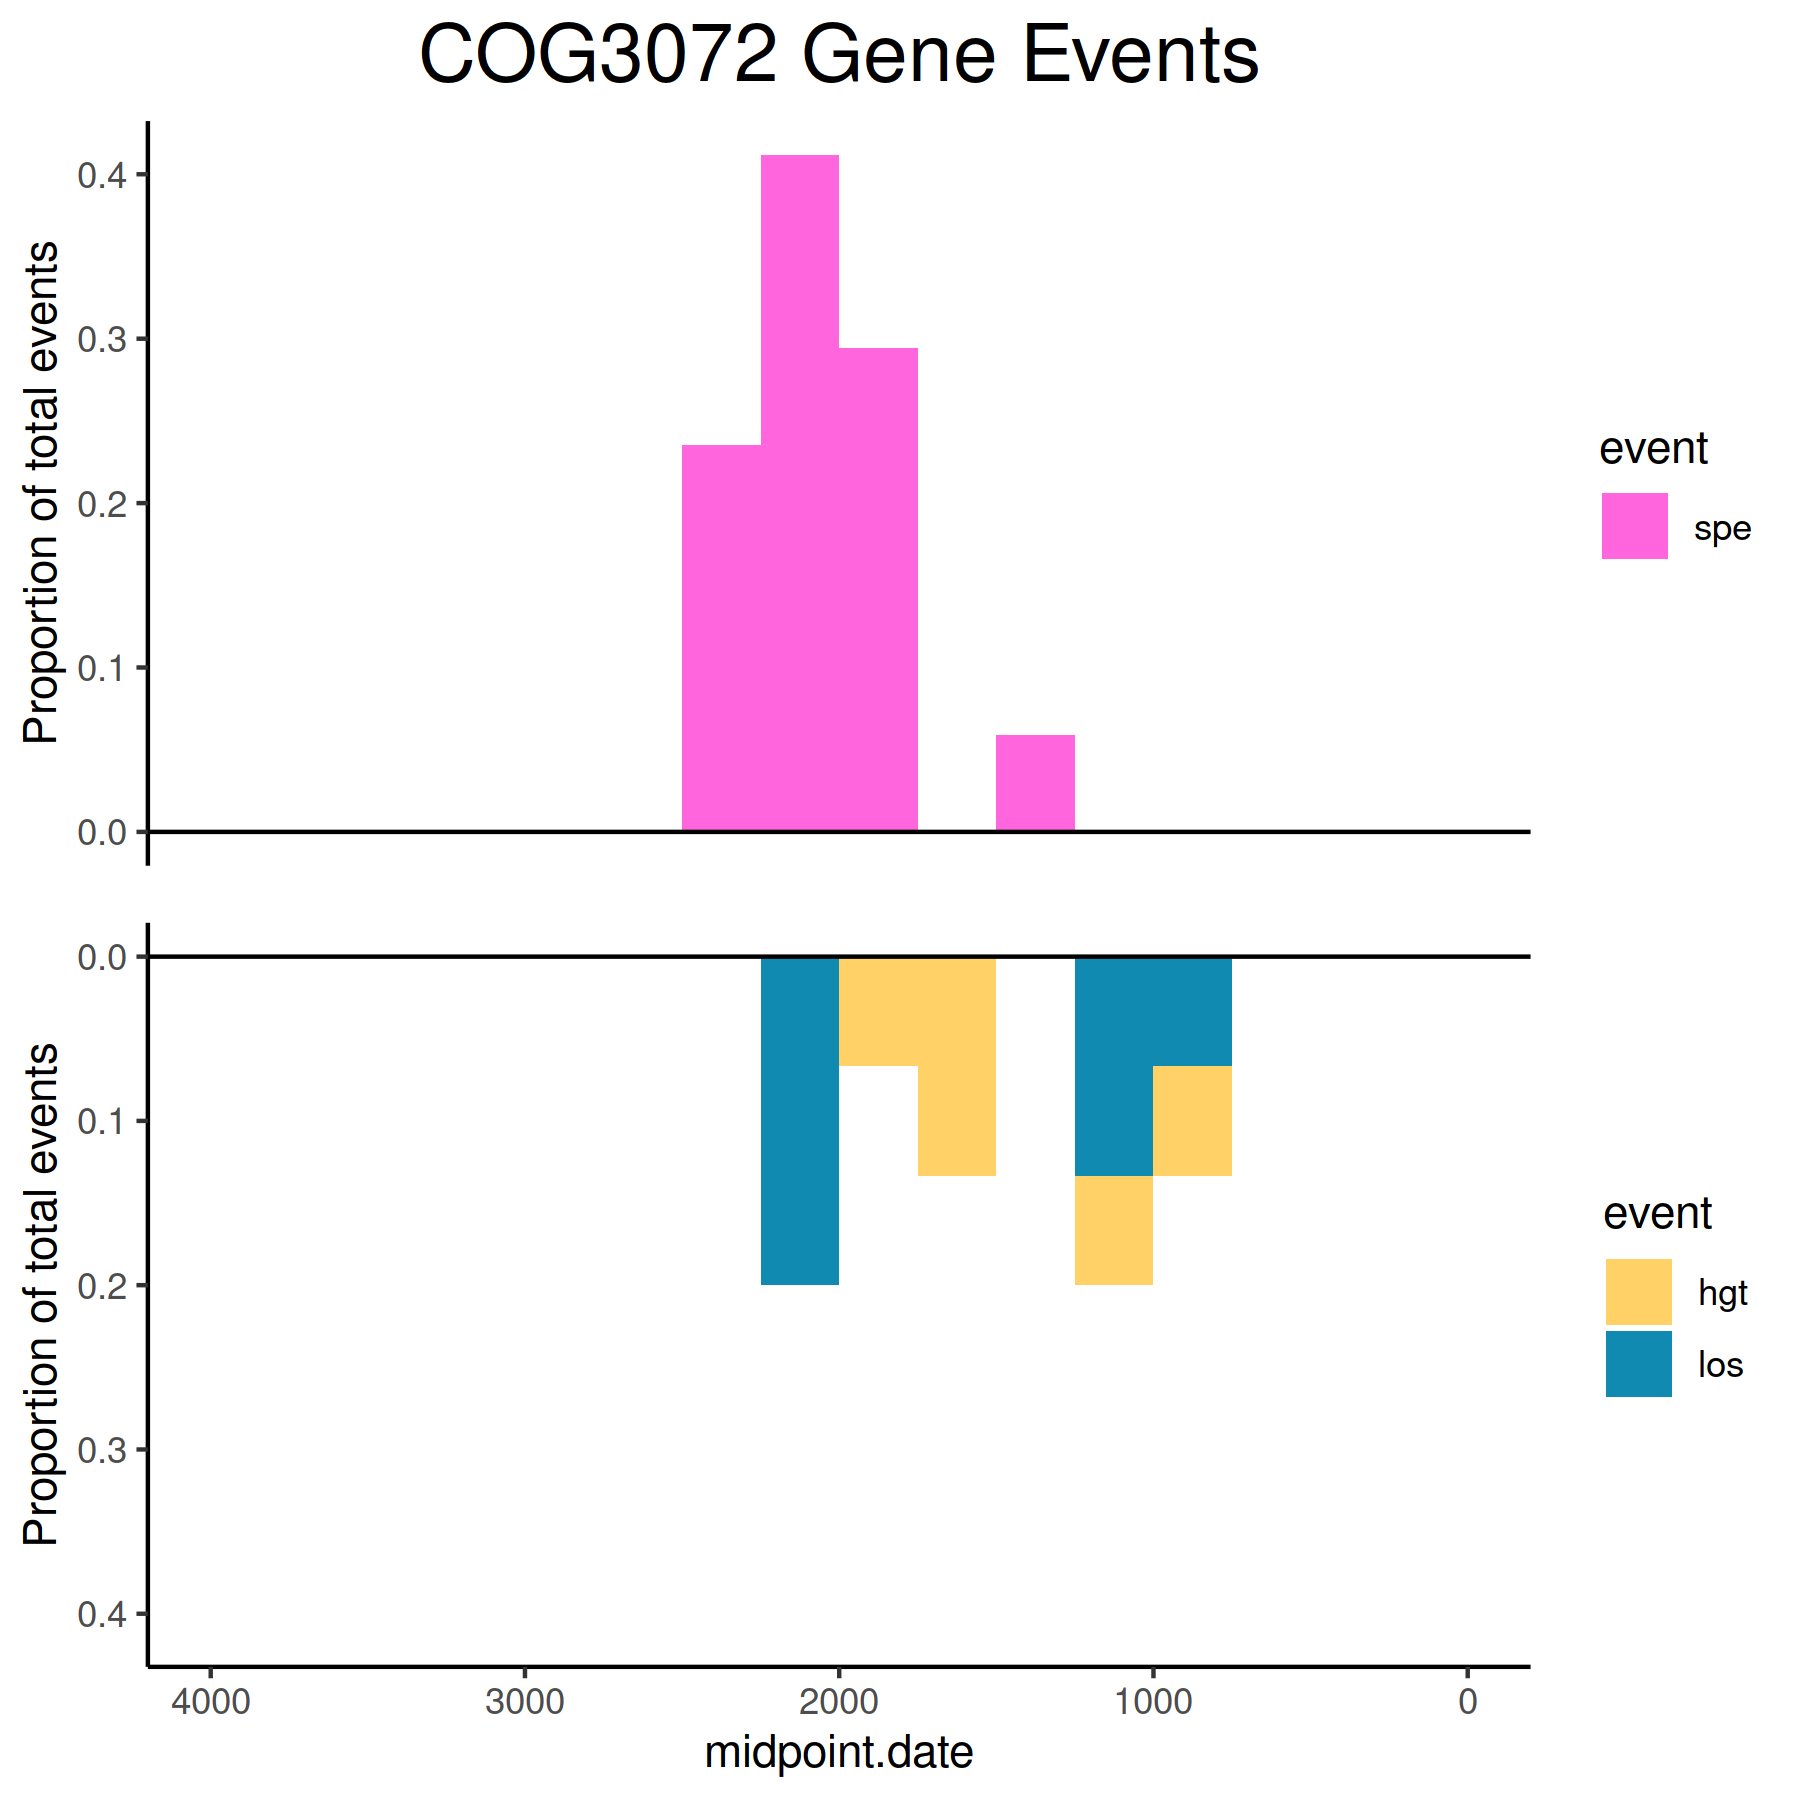 COG3072 Gene Events
Proportion of total events
0.4
0.3
0.2
0.1
0.0
event
spe
Proportion of total events
0.0
0.1
0.2
0.3
0.4
event
hgt
los
4000 3000 2000 1000 0
midpoint.date